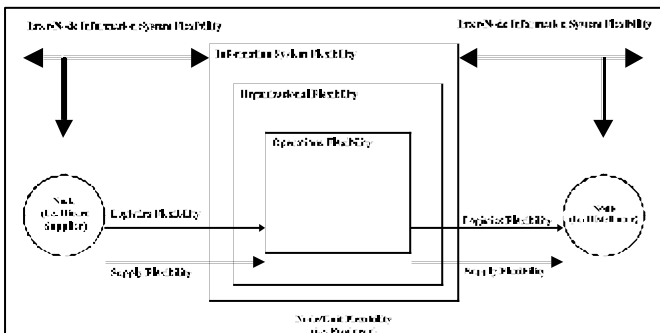 Inter-Node Information System Flexibility
Inter-Node Information System Flexibility
Information System Flexibility
Organizational Flexibility
Operations Flexibility
Node
Supplier)
Node
Logistics Flexibility
Logistics Flexibility
Supply Flexibility
Supply Flexibility
Node/Unit Flexibility